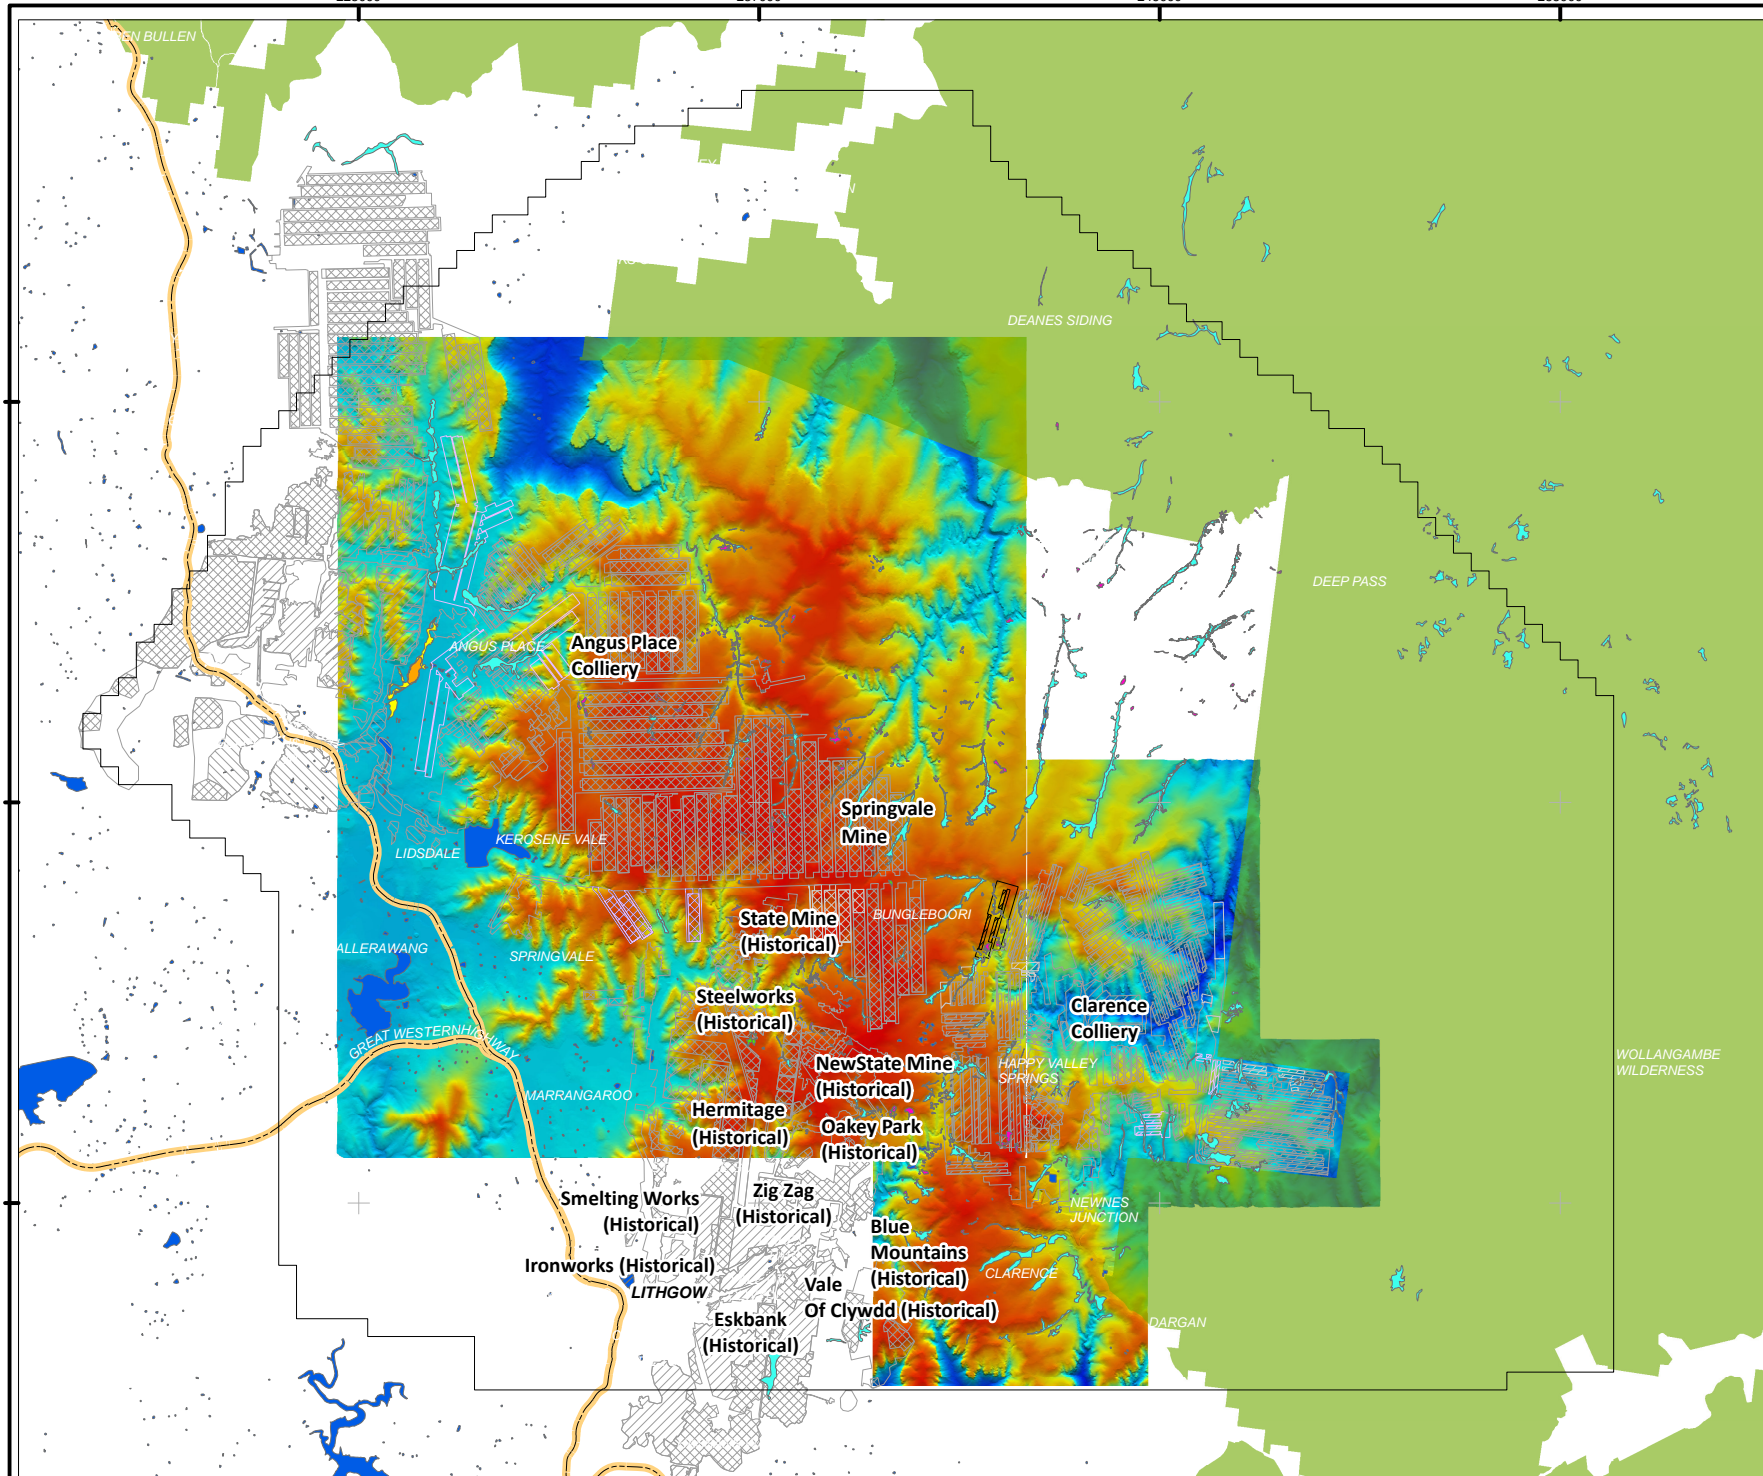 BEN BULLEN
DEANES SIDING
DEEP PASS
ANGUS PLACE
Angus Place
Colliery
Springvale
Mine
KEROSENE VALE
LIDSDALE
State Mine
(Historical)
BUNGLEBOORI
ALLERAWANG
SPRINGVALE
Steelworks
(Historical)
Clarence
Colliery
GREAT WESTERN HIGHWAY
NewState Mine
(Historical)
HAPPY VALLEY
SPRINGS
WOLLANGAMBE
WILDERNESS
MARRANGAROO
Hermitage
(Historical)
Oakey Park
(Historical)
Smelting Works
(Historical)
Zig Zag
(Historical)
NEWNES
JUNCTION
Blue
Mountains
(Historical)
Ironworks (Historical)
LITHGOW
CLARENCE
Vale
Of Clywdd (Historical)
Eskbank
(Historical)
DARGAN